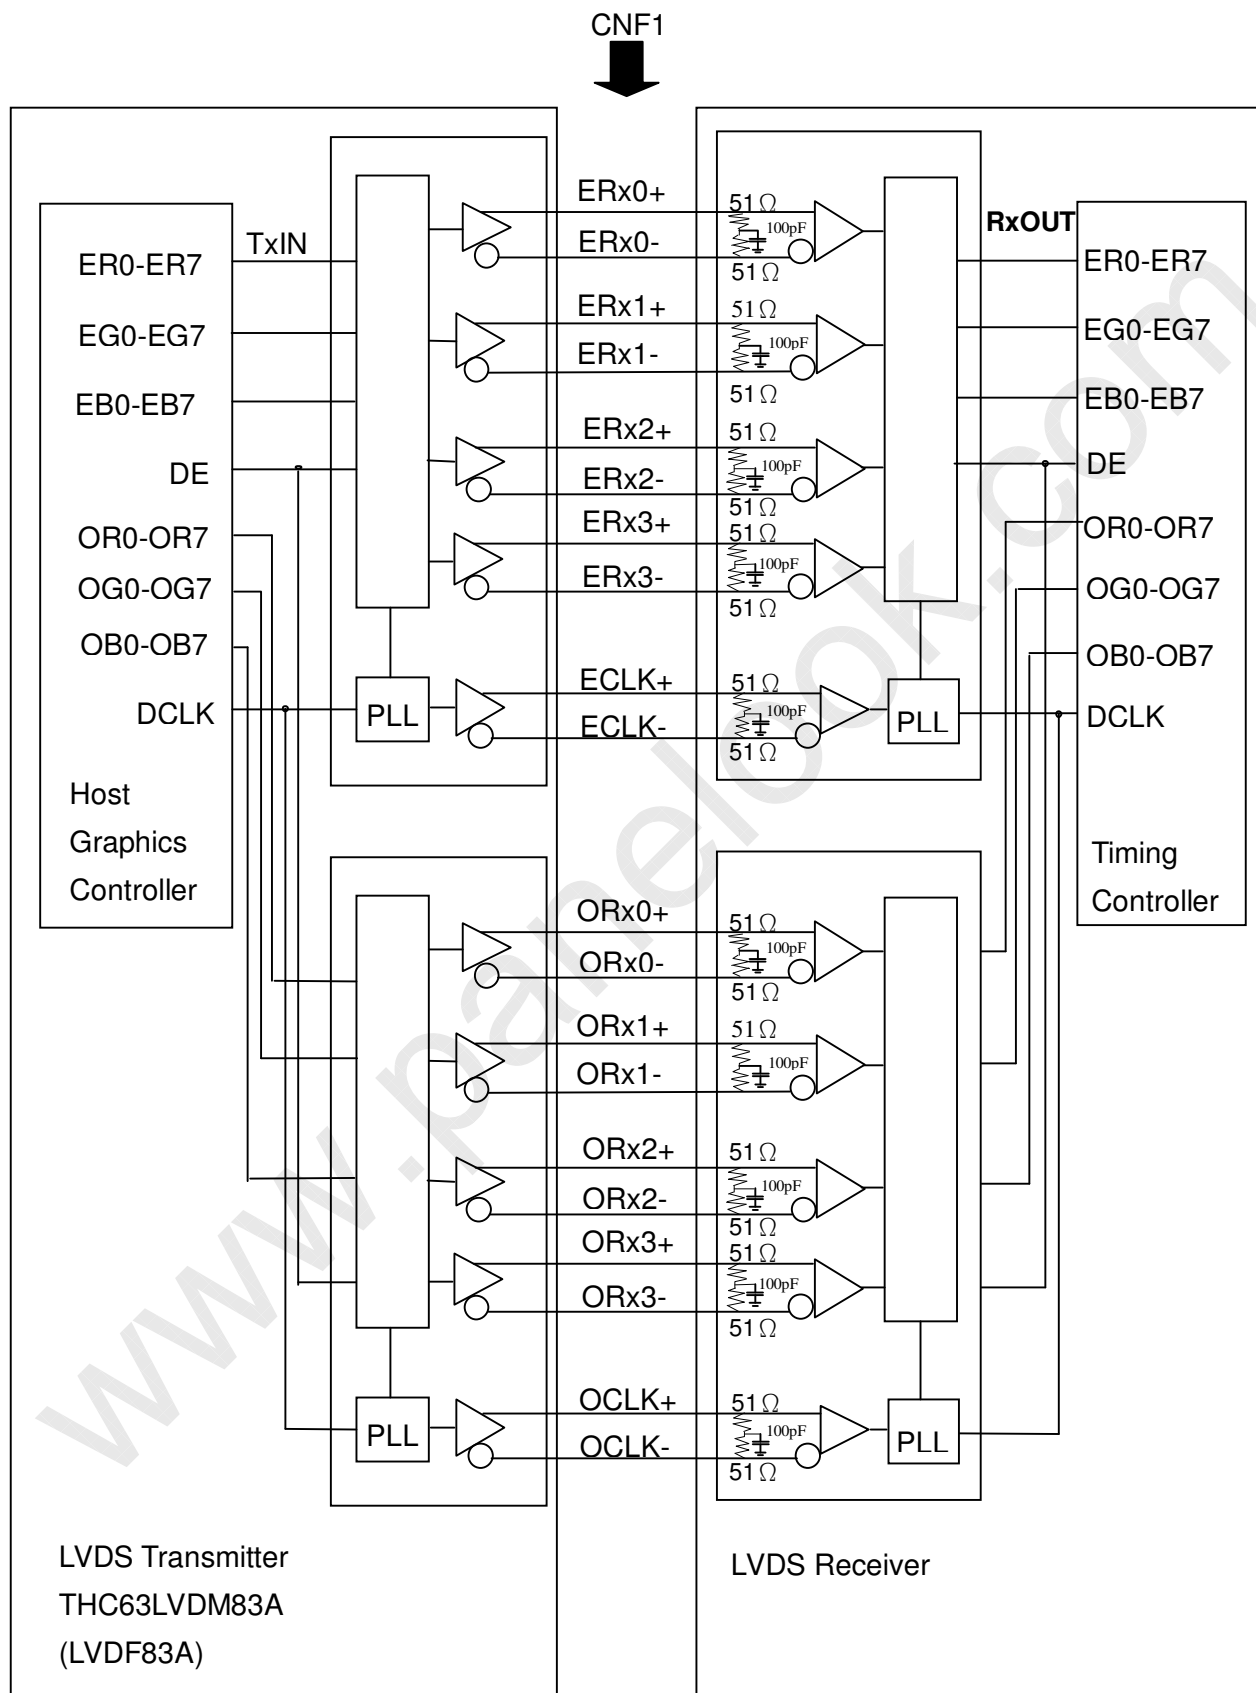 CNF1
TxIN
ER0-ER7
EG0-EG7
EB0-EB7
DE
OR0-OR7
OG0-OG7
OB0-OB7
DCLK
Host
Graphics
Controller
PLL
ERx0+
ERx0-
ERx1+
ERx1-
ERx2+
ERx2-
ERx3+
ERx3-
ECLK+
ECLK-
51Ω
100pF
51Ω
51Ω
100pF
51Ω
51Ω
100pF
51Ω
51Ω
100pF
51Ω
51Ω
100pF
51Ω
PLL
RxOUT
ER0-ER7
EG0-EG7
EB0-EB7
DE
OR0-OR7
OG0-OG7
OB0-OB7
DCLK
Timing
Controller
PLL
ORx0+
ORx0-
ORx1+
ORx1-
ORx2+
ORx2-
ORx3+
ORx3-
OCLK+
OCLK-
51Ω
100pF
51Ω
51Ω
100pF
51Ω
51Ω
100pF
51Ω
51Ω
100pF
51Ω
51Ω
100pF
51Ω
PLL
LVDS Transmitter
THC63LVDM83A
(LVDF83A)
LVDS Receiver
www.panelook.com